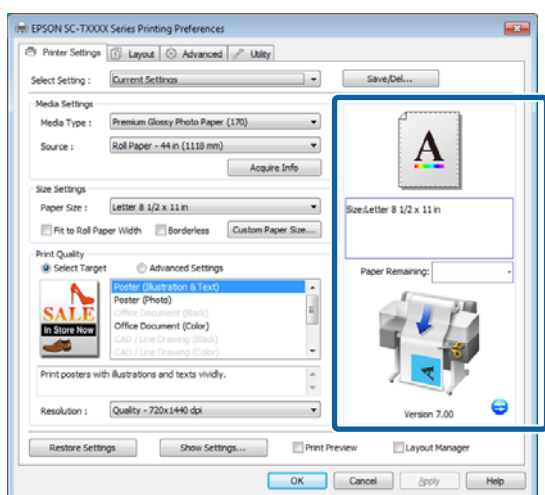 EPSON SC-TXXXX Series Printing Preferences
Printer Settings Layout Advanced Utility
Select Setting : Current Settings Save/Del...
Media Settings
Media Type : Premium Glossy Photo Paper (170)
Source : Roll Paper - 44 in (1118 mm)
Acquire Info
Size Settings
Paper Size : Letter 8 1/2 x 11 in
Fit to Roll Paper Width Borderless Custom Paper Size...
Print Quality
Select Target Advanced Settings
SALE
In Store Now
Poster (Illustration & Text)
Poster (Photo)
Office Document (Black)
Office Document (Color)
CAD / Line Drawing (Black)
CAD / Line Drawing (Color)
Print posters with illustrations and texts vividly.
Resolution : Quality - 720x1440 dpi
A
Size:Letter 8 1/2 x 11 in
Paper Remaining: -
A
Version 7.00
Restore Settings Show Settings... Print Preview Layout Manager
OK Cancel Apply Help